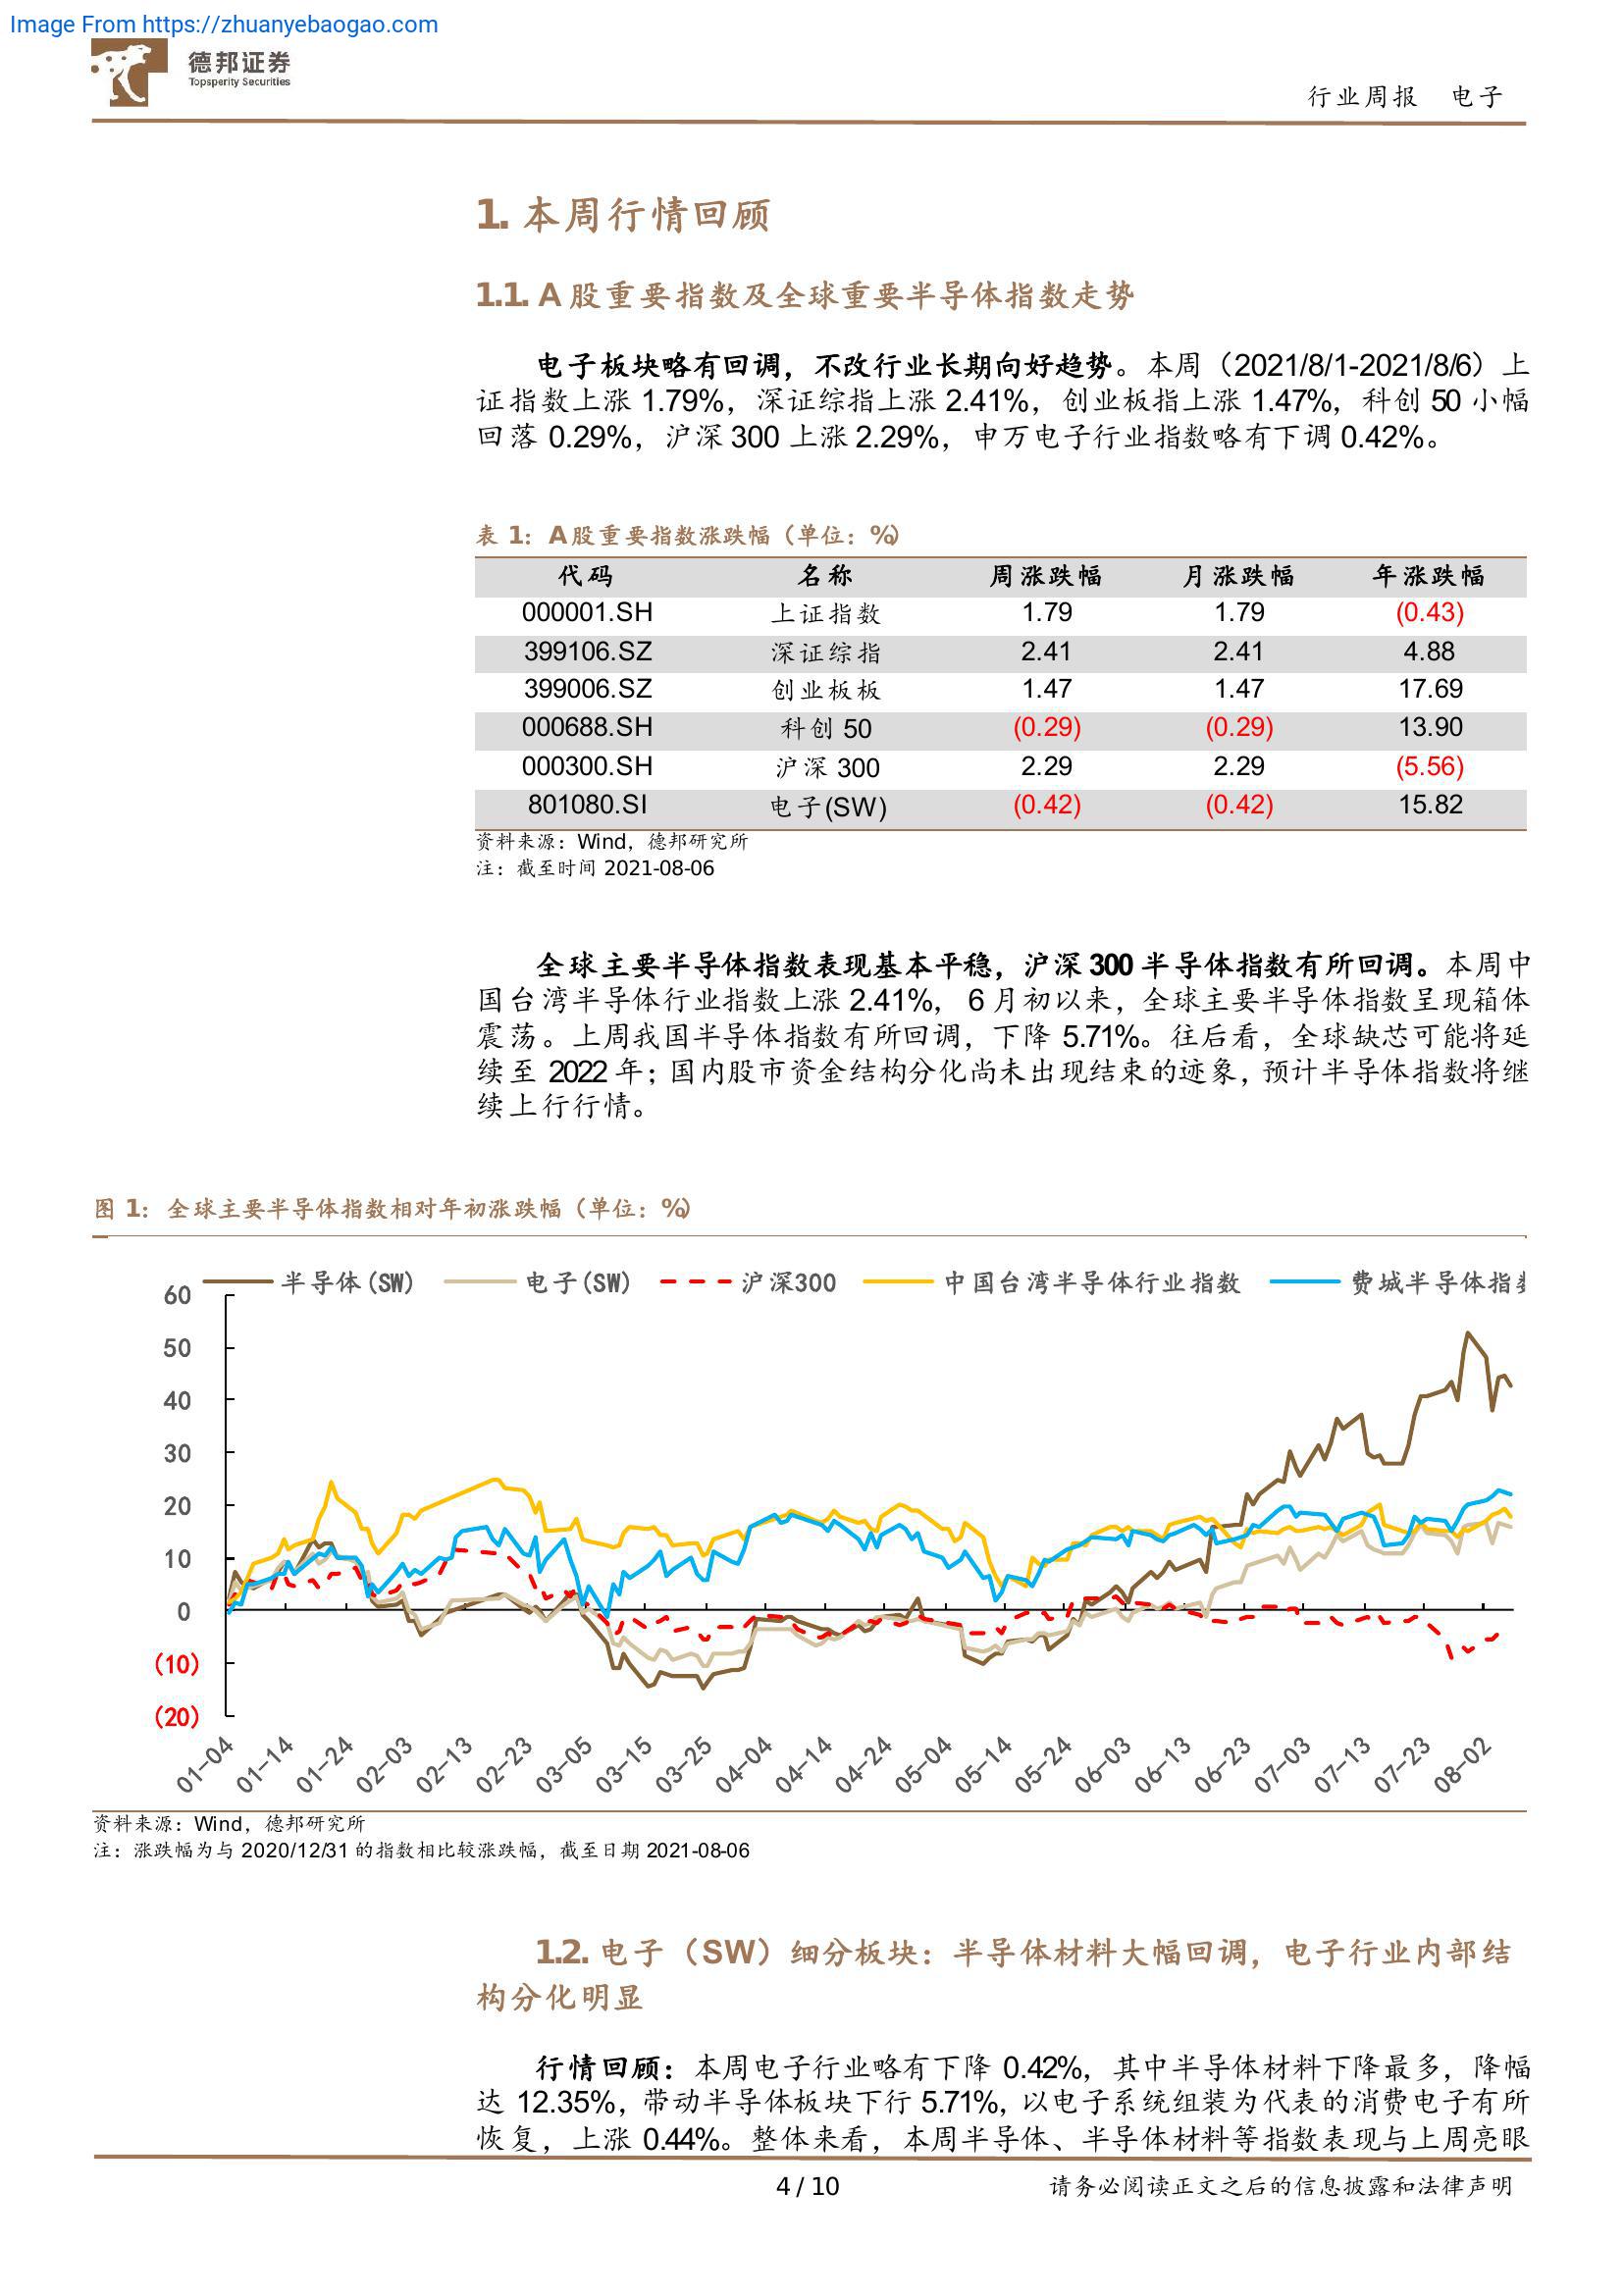 Image From https://zhuanyebaogao.com
德邦证券
Topsperity Securities
行业周报 电子
1. 本周行情回顾
1.1. A 股重要指数及全球重要半导体指数走势
电子板块略有回调，不改行业长期向好趋势。本周（2021/8/1-2021/8/6）上
证指数上涨 1.79%，深证综指上涨 2.41%，创业板指上涨 1.47%，科创 50 小幅
回落 0.29%，沪深 300 上涨 2.29%，申万电子行业指数略有下调 0.42%。
表 1：A 股重要指数涨跌幅（单位：%）
代码 名称 周涨跌幅 月涨跌幅 年涨跌幅
000001.SH 上证指数 1.79 1.79 (0.43)
399106.SZ 深证综指 2.41 2.41 4.88
399006.SZ 创业板板 1.47 1.47 17.69
000688.SH 科创 50 (0.29) (0.29) 13.90
000300.SH 沪深 300 2.29 2.29 (5.56)
801080.SI 电子(SW) (0.42) (0.42) 15.82
资料来源：Wind，德邦研究所
注：截至时间 2021-08-06
全球主要半导体指数表现基本平稳，沪深 300 半导体指数有所回调。本周中
国台湾半导体行业指数上涨 2.41%， 6 月初以来，全球主要半导体指数呈现箱体
震荡。上周我国半导体指数有所回调，下降 5.71%。往后看，全球缺芯可能将延
续至 2022 年；国内股市资金结构分化尚未出现结束的迹象，预计半导体指数将继
续上行行情。
图 1：全球主要半导体指数相对年初涨跌幅（单位：%）
半导体(SW) 电子(SW) 沪深300 中国台湾半导体行业指数 费城半导体指数
60
50
40
30
20
10
0
(10)
(20)
01-04 01-14 01-24 02-03 02-13 02-23 03-05 03-15 03-25 04-04 04-14 04-24 05-04 05-14 05-24 06-03 06-13 06-23 07-03 07-13 07-23 08-02
资料来源：Wind，德邦研究所
注：涨跌幅为与 2020/12/31 的指数相比较涨跌幅，截至日期 2021-08-06
1.2. 电子（SW）细分板块：半导体材料大幅回调，电子行业内部结
构分化明显
行情回顾：本周电子行业略有下降 0.42%，其中半导体材料下降最多，降幅
达 12.35%，带动半导体板块下行 5.71%，以电子系统组装为代表的消费电子有所
恢复，上涨 0.44%。整体来看，本周半导体、半导体材料等指数表现与上周亮眼
4 / 10
请务必阅读正文之后的信息披露和法律声明